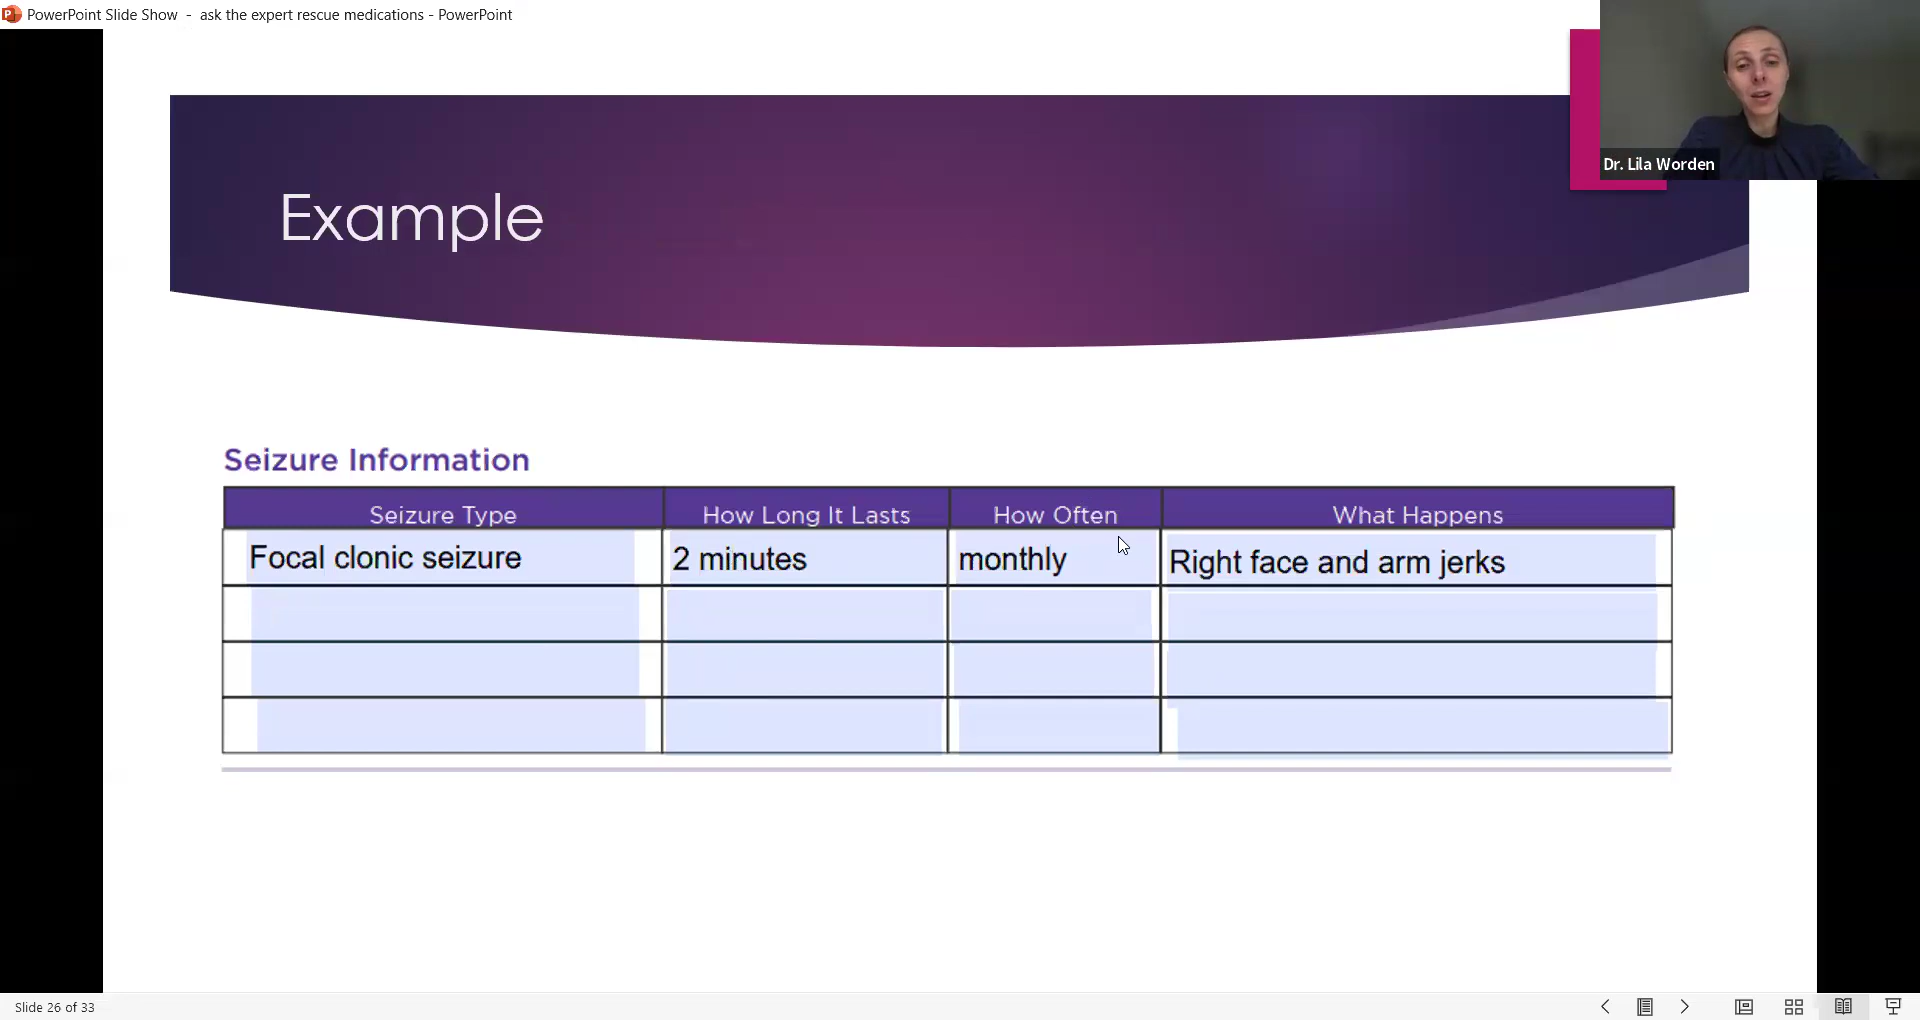 PowerPoint Slide Show - ask the expert rescue medications - PowerPoint
Dr. Lila Worden
Example
Seizure Information
Seizure Type How Long It Lasts How Often What Happens
Focal clonic seizure 2 minutes monthly Right face and arm jerks
Slide 26 of 33